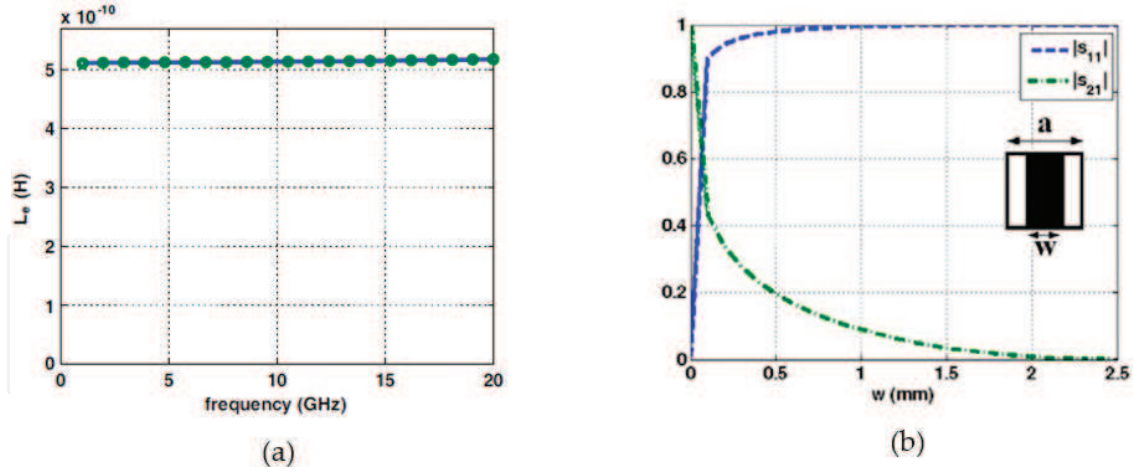 x 10⁻¹⁰
5
4
3
2
1
0
Lₑ (H)
0 5 10 15 20
frequency (GHz)
(a)
1
0.8
0.6
0.4
0.2
0
0 0.5 1 1.5 2 2.5
w (mm)
|s₁₁|
|s₂₁|
a
w
(b)